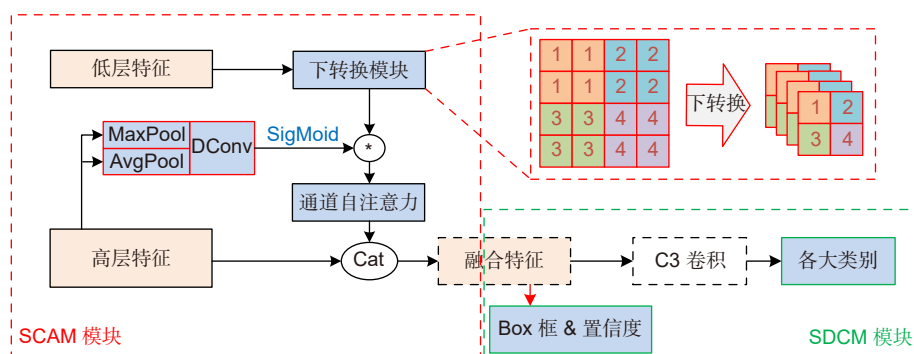 低层特征
下转换模块
1 1 2 2
1 1 2 2
3 3 4 4
3 3 4 4
下转换
1 2
3 4
MaxPool
AvgPool
DConv
SigMoid
*
通道自注意力
高层特征
Cat
融合特征
C3 卷积
各大类别
Box 框 & 置信度
SCAM 模块
SDCM 模块